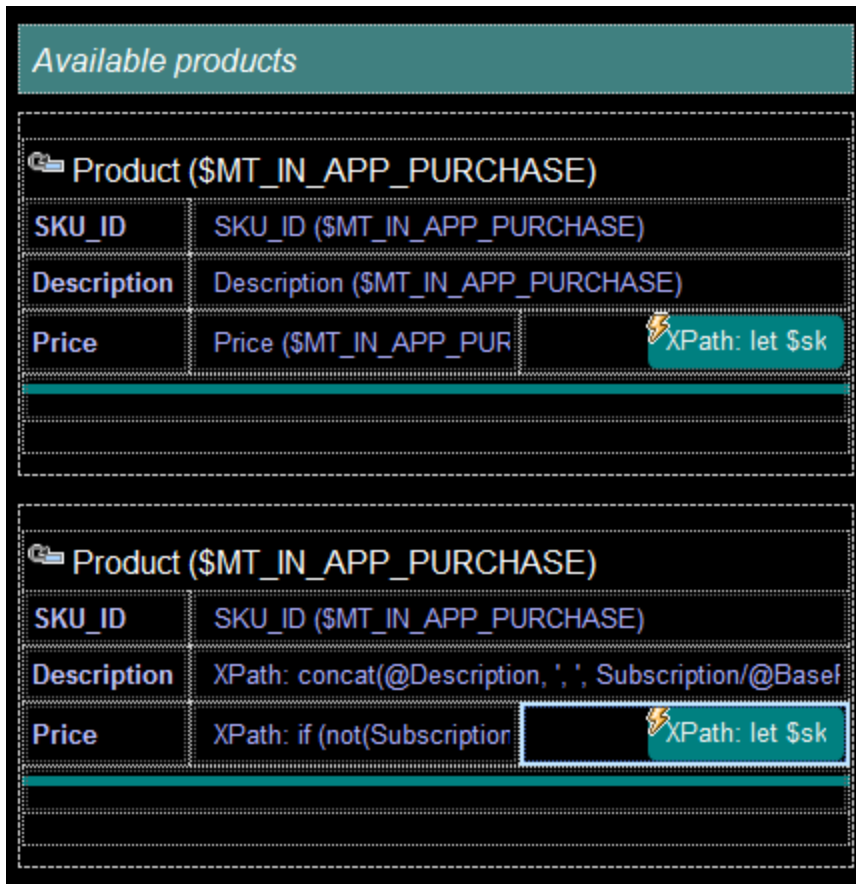 Available products
Product ($MT_IN_APP_PURCHASE)
SKU_ID SKU_ID ($MT_IN_APP_PURCHASE)
Description Description ($MT_IN_APP_PURCHASE)
Price Price ($MT_IN_APP_PUR XPath: let $sk
Product ($MT_IN_APP_PURCHASE)
SKU_ID SKU_ID ($MT_IN_APP_PURCHASE)
Description XPath: concat(@Description, ', ', Subscription/@Base
Price XPath: if (not(Subscription XPath: let $sk